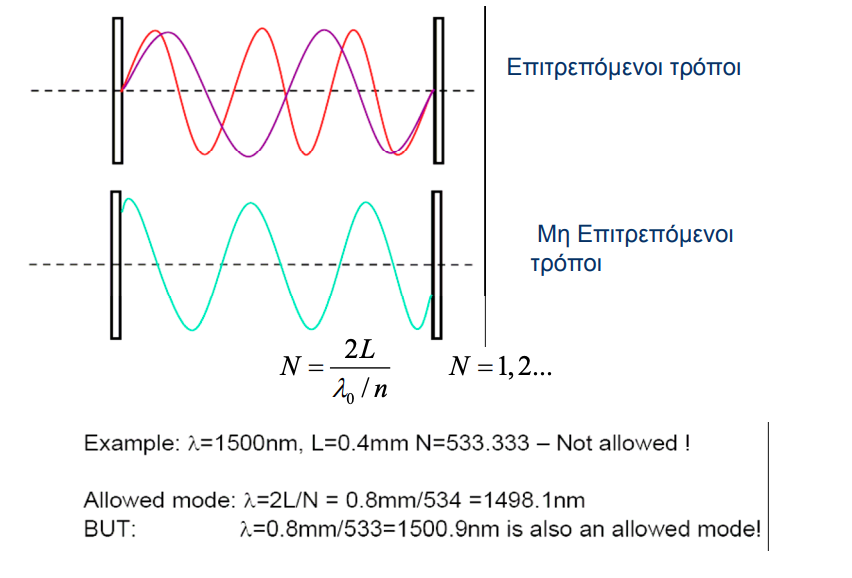 Επιτρεπόμενοι τρόποι
Μη Επιτρεπόμενοι
τρόποι
N = 2L / λ₀ / n    N = 1, 2...
Example: λ=1500nm, L=0.4mm N=533.333 – Not allowed !
Allowed mode: λ=2L/N = 0.8mm/534 =1498.1nm
BUT: λ=0.8mm/533=1500.9nm is also an allowed mode!